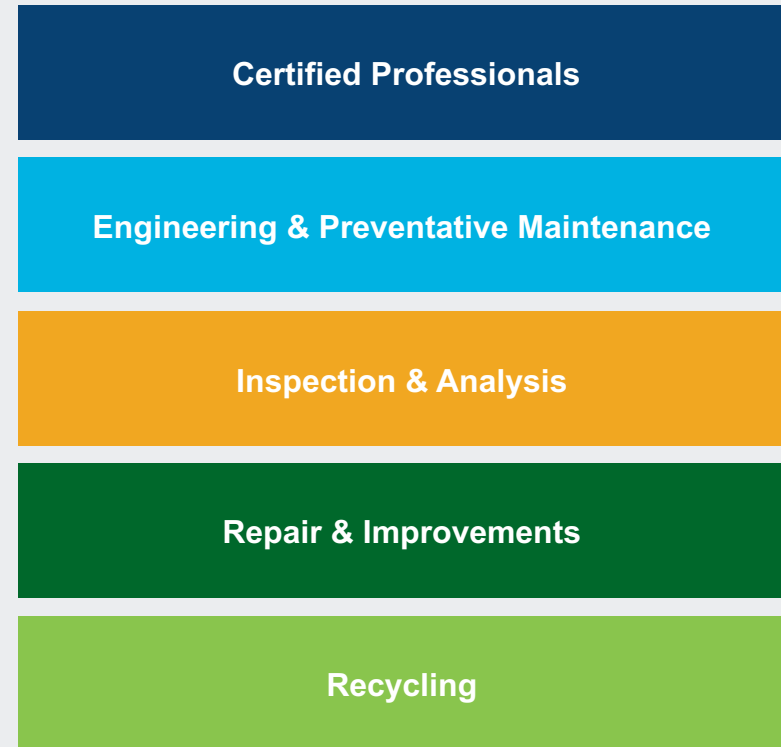 Certified Professionals
Engineering & Preventative Maintenance
Inspection & Analysis
Repair & Improvements
Recycling